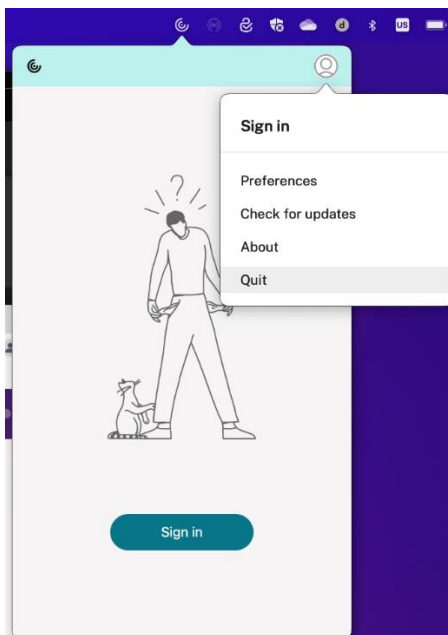 d
US
Sign in
Preferences
Check for updates
About
Quit
?
Sign in